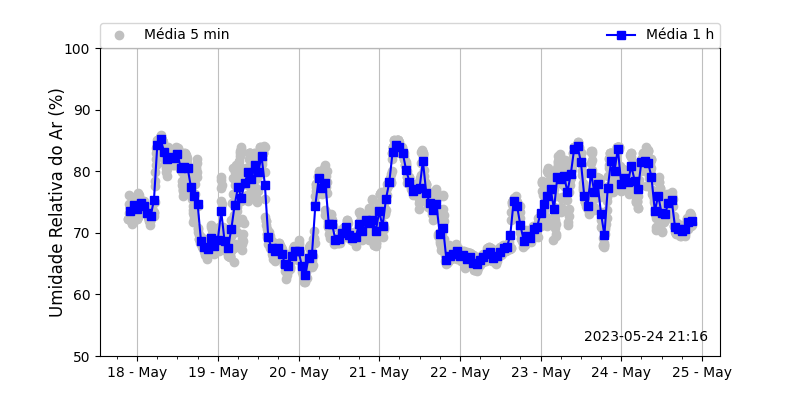 Média 5 min
Média 1 h
Umidade Relativa do Ar (%)
100
90
80
70
60
50
2023-05-24 21:16
18 - May
19 - May
20 - May
21 - May
22 - May
23 - May
24 - May
25 - May